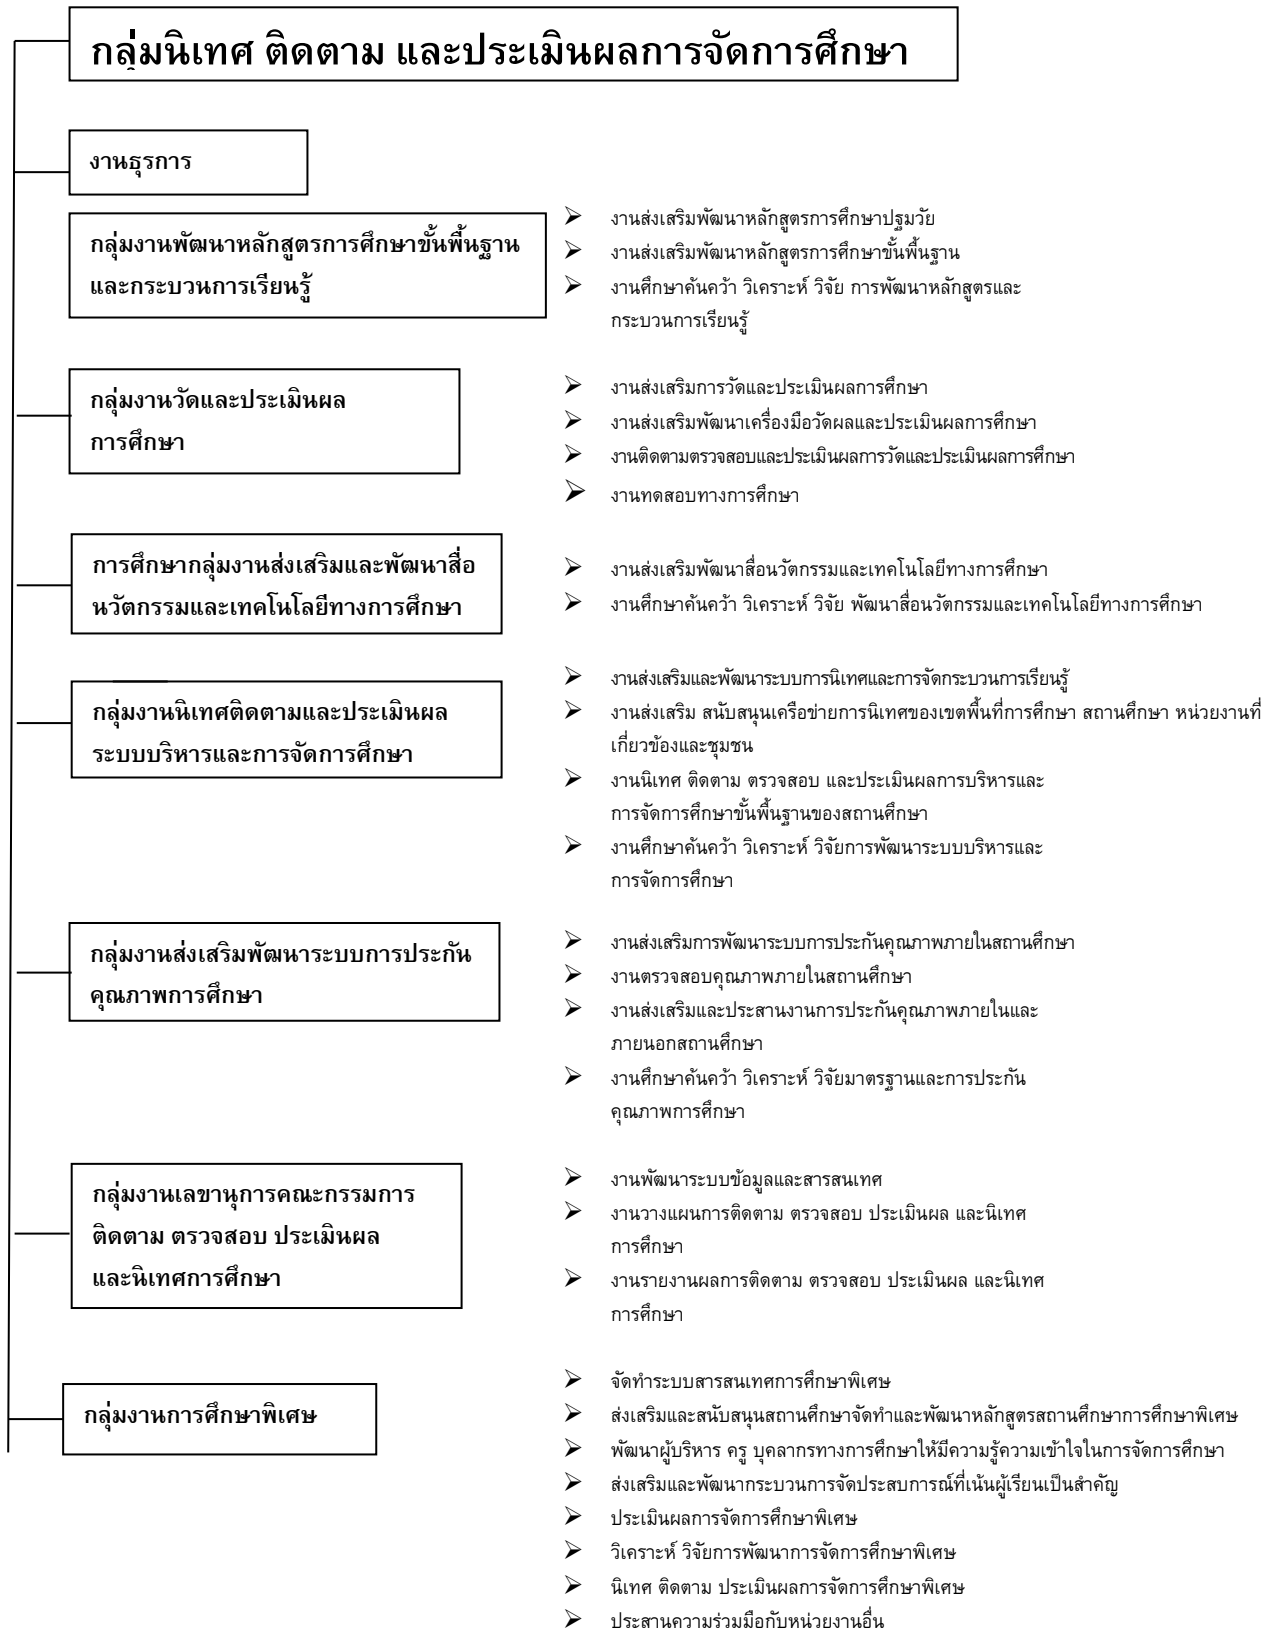 กลุ่มนิเทศ ติดตาม และประเมินผลการจัดการศึกษา
งานธุรการ
กลุ่มงานพัฒนาหลักสูตรการศึกษาขั้นพื้นฐาน
และกระบวนการเรียนรู้
งานส่งเสริมพัฒนาหลักสูตรการศึกษาปฐมวัย
งานส่งเสริมพัฒนาหลักสูตรการศึกษาขั้นพื้นฐาน
งานศึกษาค้นคว้า วิเคราะห์ วิจัย การพัฒนาหลักสูตรและ
กระบวนการเรียนรู้
กลุ่มงานวัดและประเมินผล
การศึกษา
งานส่งเสริมการวัดและประเมินผลการศึกษา
งานส่งเสริมพัฒนาเครื่องมือวัดผลและประเมินผลการศึกษา
งานติดตามตรวจสอบและประเมินผลการวัดและประเมินผลการศึกษา
งานทดสอบทางการศึกษา
การศึกษากลุ่มงานส่งเสริมและพัฒนาสื่อ
นวัตกรรมและเทคโนโลยีทางการศึกษา
งานส่งเสริมพัฒนาสื่อนวัตกรรมและเทคโนโลยีทางการศึกษา
งานศึกษาค้นคว้า วิเคราะห์ วิจัย พัฒนาสื่อนวัตกรรมและเทคโนโลยีทางการศึกษา
กลุ่มงานนิเทศติดตามและประเมินผล
ระบบบริหารและการจัดการศึกษา
งานส่งเสริมและพัฒนาระบบการนิเทศและการจัดกระบวนการเรียนรู้
งานส่งเสริม สนับสนุนเครือข่ายการนิเทศของเขตพื้นที่การศึกษา สถานศึกษา หน่วยงานที่
เกี่ยวข้องและชุมชน
งานนิเทศ ติดตาม ตรวจสอบ และประเมินผลการบริหารและ
การจัดการศึกษาขั้นพื้นฐานของสถานศึกษา
งานศึกษาค้นคว้า วิเคราะห์ วิจัยการพัฒนาระบบบริหารและ
การจัดการศึกษา
กลุ่มงานส่งเสริมพัฒนาระบบการประกัน
คุณภาพการศึกษา
งานส่งเสริมการพัฒนาระบบการประกันคุณภาพภายในสถานศึกษา
งานตรวจสอบคุณภาพภายในสถานศึกษา
งานส่งเสริมและประสานงานการประกันคุณภาพภายในและ
ภายนอกสถานศึกษา
งานศึกษาค้นคว้า วิเคราะห์ วิจัยมาตรฐานและการประกัน
คุณภาพการศึกษา
กลุ่มงานเลขานุการคณะกรรมการ
ติดตาม ตรวจสอบ ประเมินผล
และนิเทศการศึกษา
งานพัฒนาระบบข้อมูลและสารสนเทศ
งานวางแผนการติดตาม ตรวจสอบ ประเมินผล และนิเทศ
การศึกษา
งานรายงานผลการติดตาม ตรวจสอบ ประเมินผล และนิเทศ
การศึกษา
กลุ่มงานการศึกษาพิเศษ
จัดทำระบบสารสนเทศการศึกษาพิเศษ
ส่งเสริมและสนับสนุนสถานศึกษาจัดทำและพัฒนาหลักสูตรสถานศึกษาการศึกษาพิเศษ
พัฒนาผู้บริหาร ครู บุคลากรทางการศึกษาให้มีความรู้ความเข้าใจในการจัดการศึกษา
ส่งเสริมและพัฒนากระบวนการจัดประสบการณ์ที่เน้นผู้เรียนเป็นสำคัญ
ประเมินผลการจัดการศึกษาพิเศษ
วิเคราะห์ วิจัยการพัฒนาการจัดการศึกษาพิเศษ
นิเทศ ติดตาม ประเมินผลการจัดการศึกษาพิเศษ
ประสานความร่วมมือกับหน่วยงานอื่น